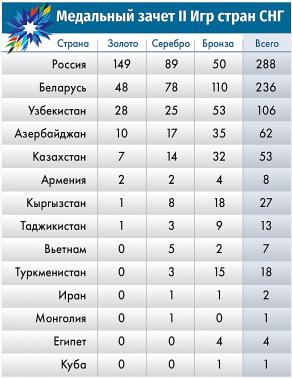 Медальный зачет II Игр стран СНГ
Страна Золото Серебро Бронза Всего
Россия 149 89 50 288
Беларусь 48 78 110 236
Узбекистан 28 25 53 106
Азербайджан 10 17 35 62
Казахстан 7 14 32 53
Армения 2 2 4 8
Кыргызстан 1 8 18 27
Таджикистан 1 3 9 13
Вьетнам 0 5 2 7
Туркменистан 0 3 15 18
Иран 0 1 1 2
Монголия 1 0 0 1
Египет 0 0 4 4
Куба 0 0 1 1